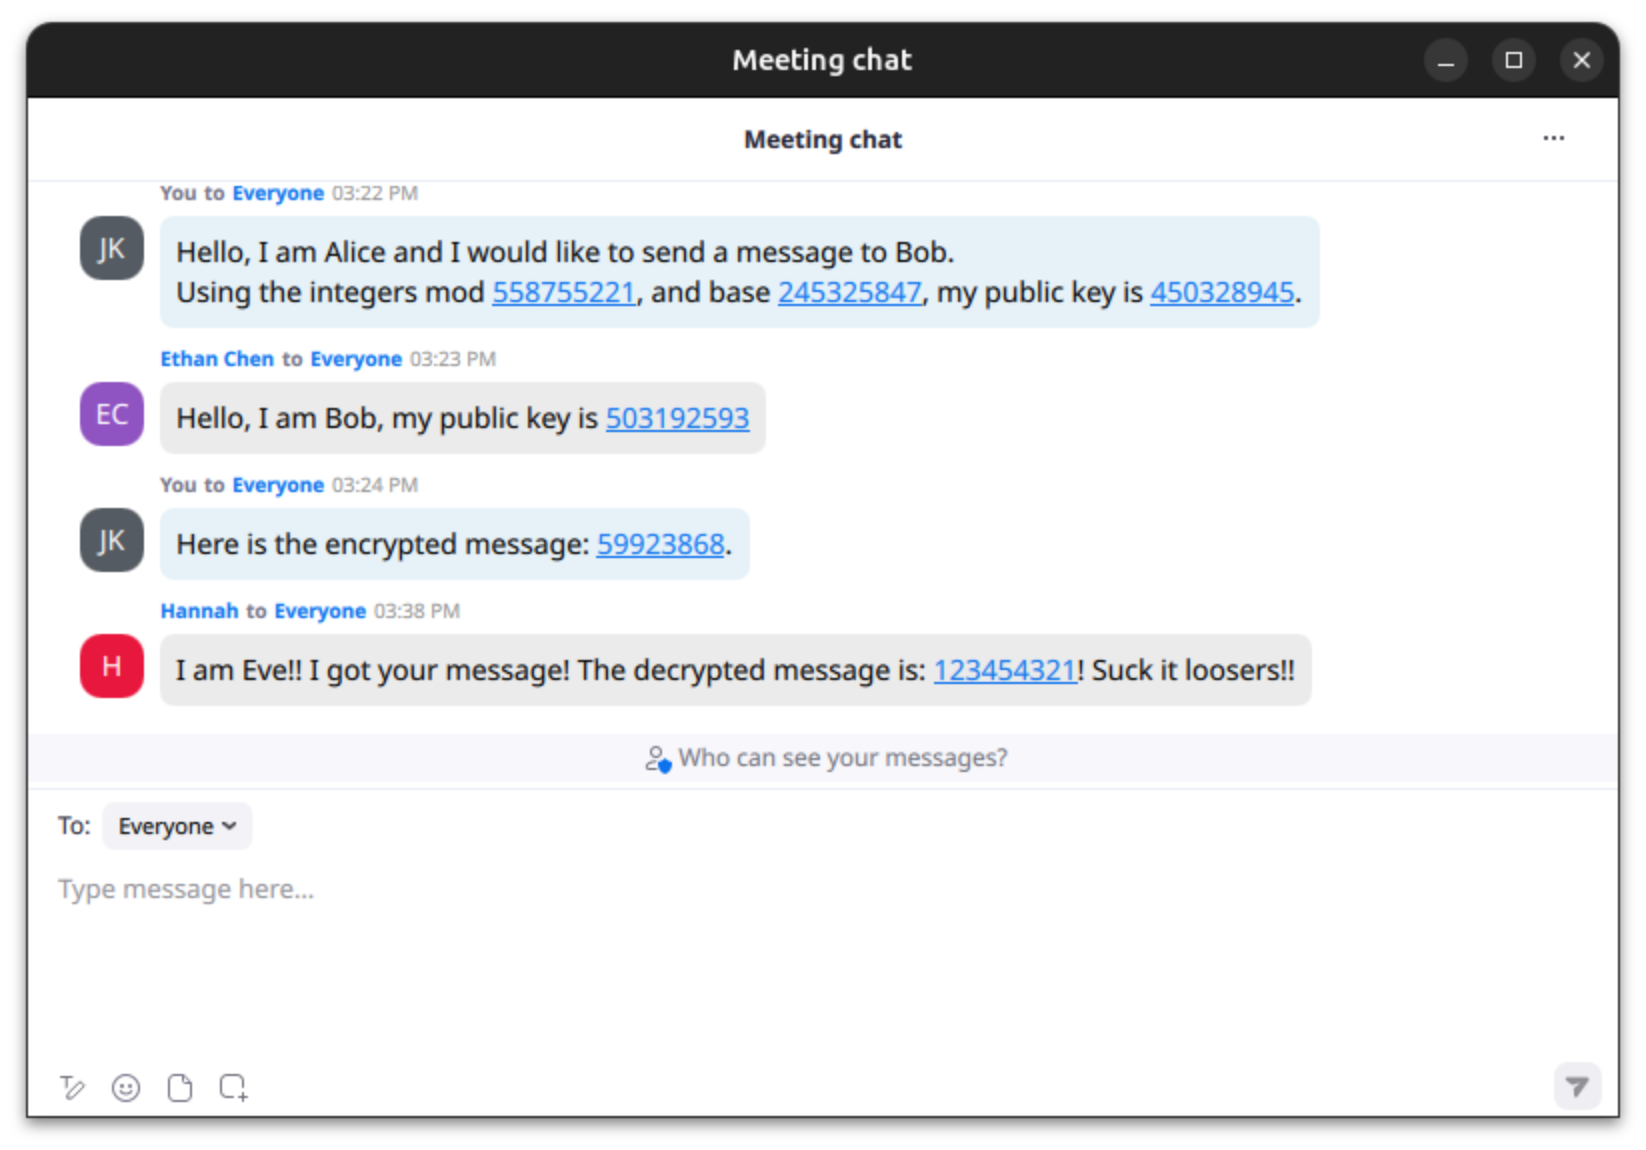 Meeting chat
Meeting chat
You to Everyone 03:22 PM
JK
Hello, I am Alice and I would like to send a message to Bob.
Using the integers mod 558755221, and base 245325847, my public key is 450328945.
Ethan Chen to Everyone 03:23 PM
EC
Hello, I am Bob, my public key is 503192593
You to Everyone 03:24 PM
JK
Here is the encrypted message: 59923868.
Hannah to Everyone 03:38 PM
H
I am Eve!! I got your message! The decrypted message is: 123454321! Suck it loosers!!
Who can see your messages?
To: Everyone
Type message here...